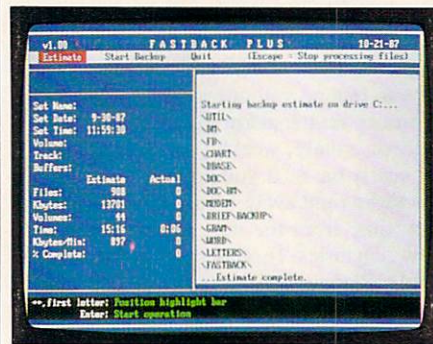 v1.00 FASTBACK PLUS 10-21-87
Estimate Start Backup Quit (Escape - Stop processing files)
Set Name:
Set Date: 9-30-87
Set Time: 11:59:30
Volume:
Track:
Buffers:
Estimate Actual
Files: 908 0
Kbytes: 13701 0
Volumes: 44 0
Time: 15:16 0:06
Kbytes/Min: 897 0
% Complete: 0
Starting backup estimate on drive C:...
\UTIL\
\BM\
\FB\
\CHART\
\DBASE\
\DOC\
\DOC\BM\
\MODEM\
\BRIEF\BACKUP\
\GRAM\
\WORD\
\LETTERS\
\FASTBACK\
...Estimate complete.
↔,first letter: Position highlight bar
Enter: Start operation